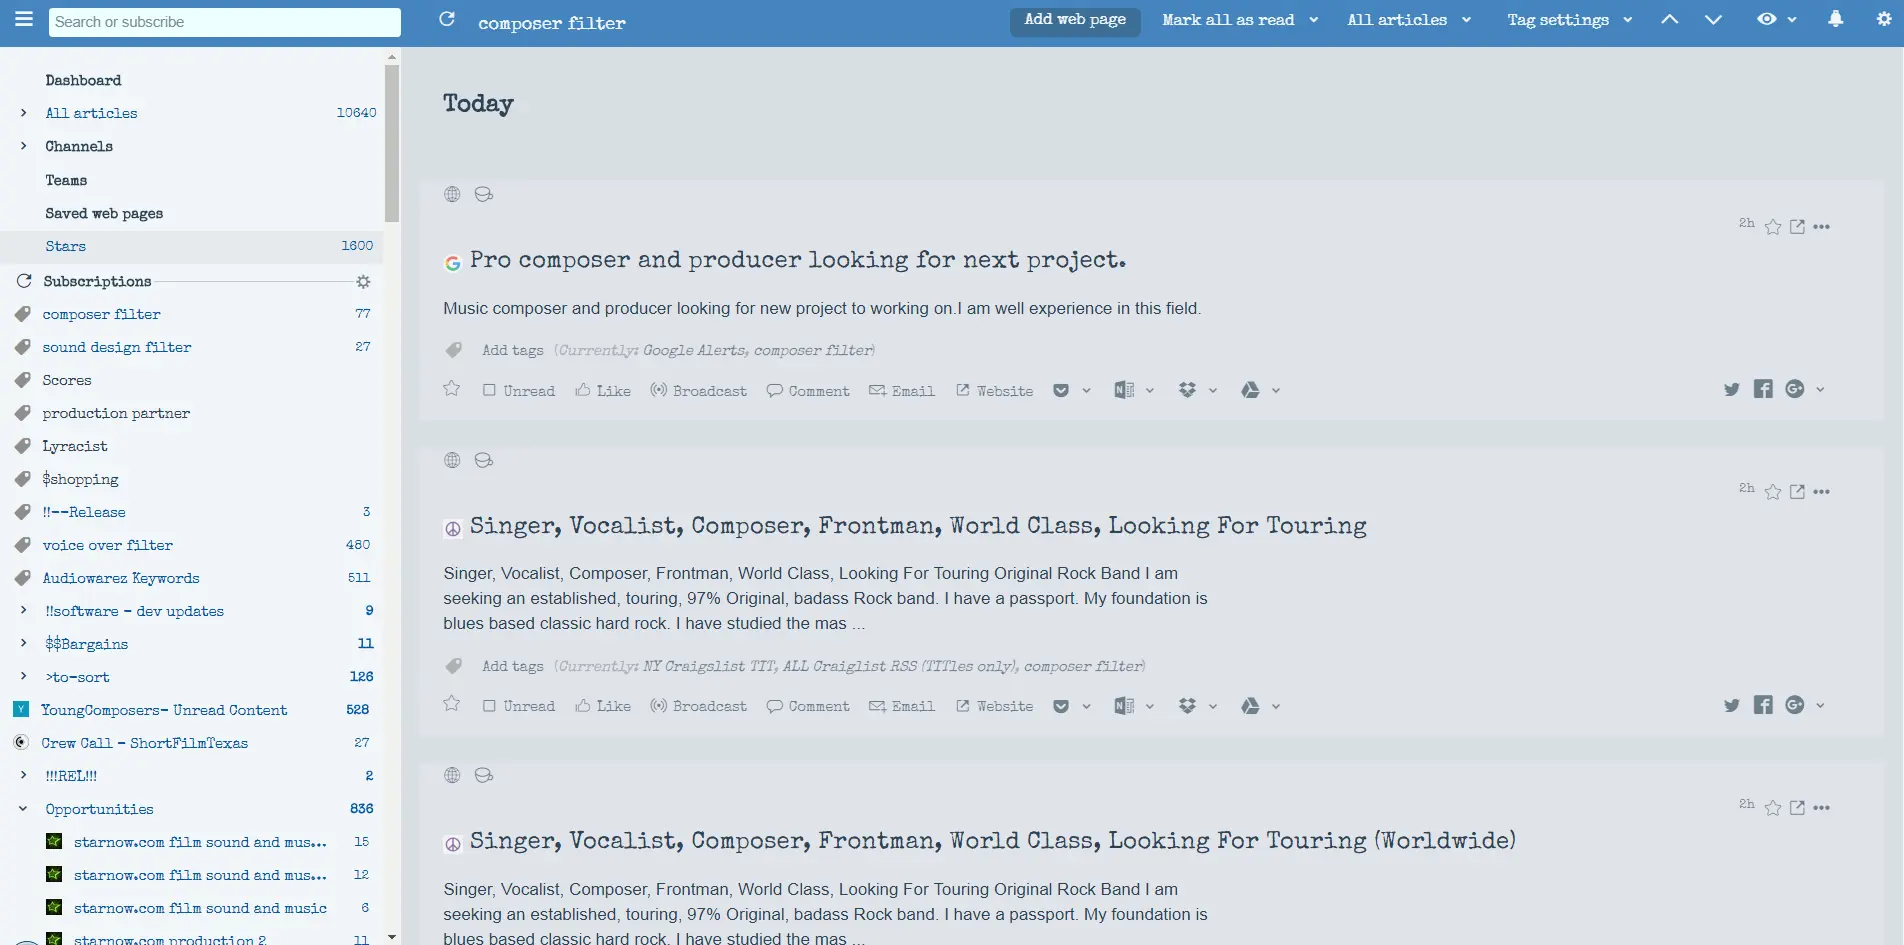 Search or subscribe
composer filter
Add web page
Mark all as read
All articles
Tag settings
Dashboard
All articles 10640
Channels
Teams
Saved web pages
Stars 1600
Subscriptions
composer filter 77
sound design filter 27
Scores
production partner
Lyracist
$shopping
!!--Release 3
voice over filter 480
Audiowarez Keywords 511
!!software - dev updates 9
$$Bargains 11
>to-sort 126
Y YoungComposers- Unread Content 528
Crew Call - ShortFilmTexas 27
!!!REL!!! 2
Opportunities 836
starnow.com film sound and mus... 15
starnow.com film sound and mus... 12
starnow.com film sound and music 6
starnow.com production 2 11
Today
2h
G Pro composer and producer looking for next project.
Music composer and producer looking for new project to working on.I am well experience in this field.
Add tags (Currently: Google Alerts, composer filter)
Unread Like Broadcast Comment Email Website
2h
Singer, Vocalist, Composer, Frontman, World Class, Looking For Touring
Singer, Vocalist, Composer, Frontman, World Class, Looking For Touring Original Rock Band I am
seeking an established, touring, 97% Original, badass Rock band. I have a passport. My foundation is
blues based classic hard rock. I have studied the mas ...
Add tags (Currently: NY Craigslist TIT, ALL Craiglist RSS (TITles only), composer filter)
Unread Like Broadcast Comment Email Website
2h
Singer, Vocalist, Composer, Frontman, World Class, Looking For Touring (Worldwide)
Singer, Vocalist, Composer, Frontman, World Class, Looking For Touring Original Rock Band I am
seeking an established, touring, 97% Original, badass Rock band. I have a passport. My foundation is
blues based classic hard rock. I have studied the mas ...